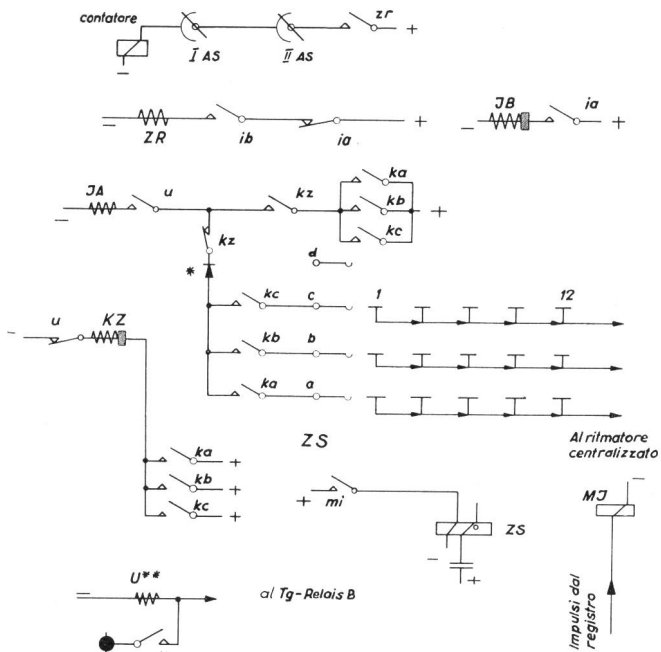 contatore
zr
I AS
II AS
+
−
JB
ia
ZR
ib
ia
+
−
+
JA
u
kz
ka
kb
kc
+
−
kz
d
*
kc
c
1
12
u
KZ
kb
b
ka
a
ZS
Al ritmatore
centralizzato
ka
+
kb
+
kc
+
+
mi
ZS
−
+
MJ
−
Impulsi dal
registro
U**
al Tg-Relais B